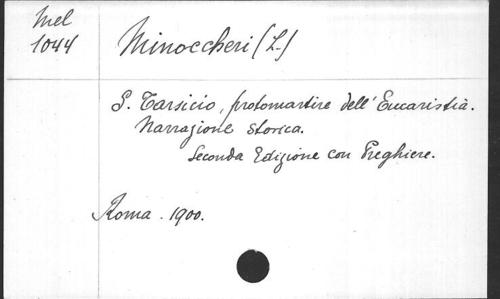 Mel
1044
Minoccheri (L.)
S. Tarsicio, protomartire dell' Eucaristia.
Narrazione storica.
Seconda Edizione con Preghiere.
Roma. 1900.